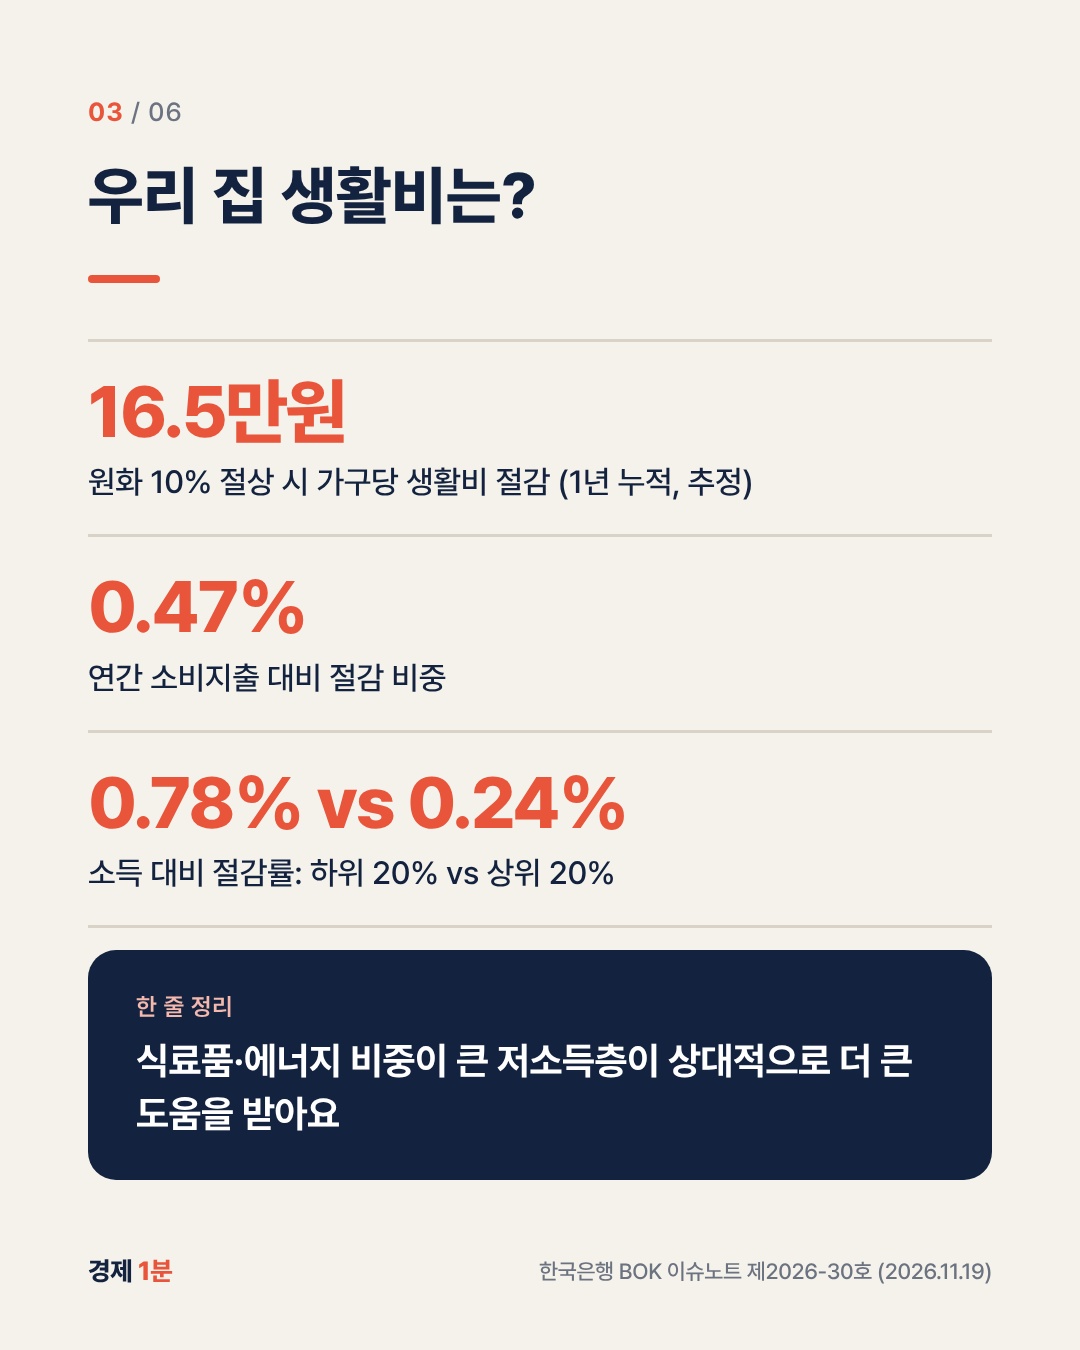 03 / 06
우리 집 생활비는?
16.5만원
원화 10% 절상 시 가구당 생활비 절감 (1년 누적, 추정)
0.47%
연간 소비지출 대비 절감 비중
0.78% vs 0.24%
소득 대비 절감률: 하위 20% vs 상위 20%
한 줄 정리
식료품·에너지 비중이 큰 저소득층이 상대적으로 더 큰
도움을 받아요
경제 1분
한국은행 BOK 이슈노트 제2026-30호 (2026.11.19)